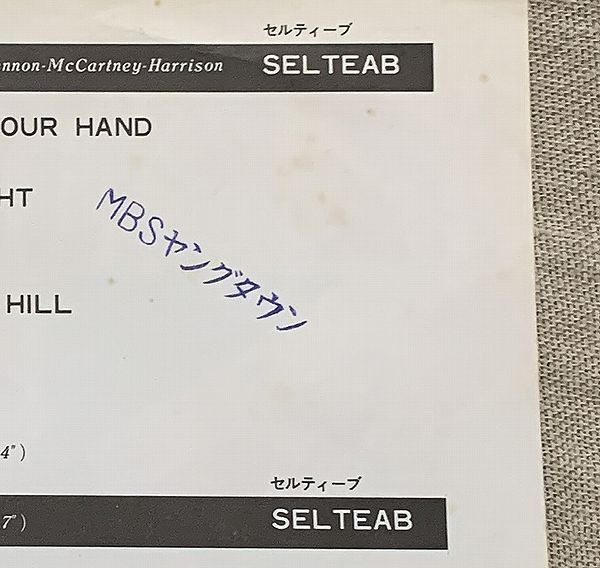 セルティーブ
nnon-McCartney-Harrison SELTEAB
OUR HAND
HT
MBSヤングタウン
HILL
4″)
セルティーブ
7″) SELTEAB